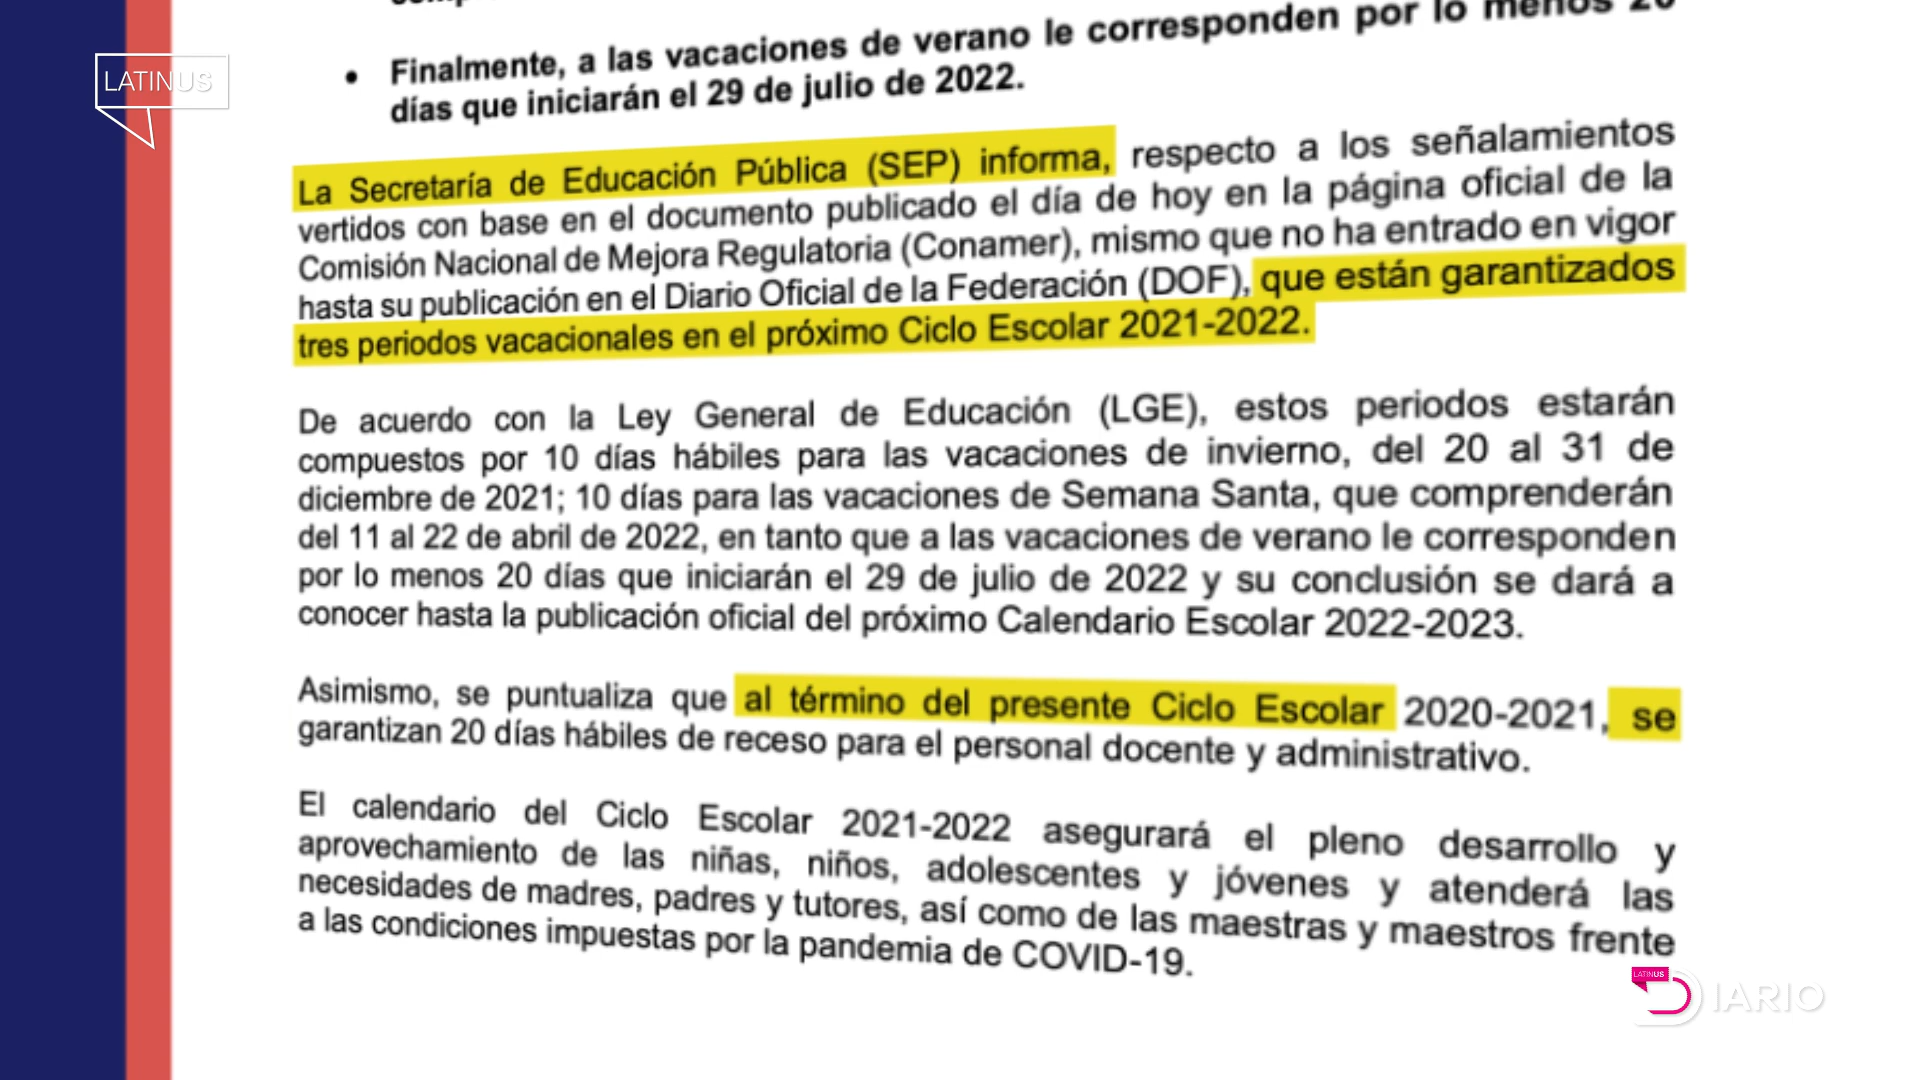 Finalmente, a las vacaciones de verano le corresponden por lo menos 20
días que iniciarán el 29 de julio de 2022.
LATINUS
La Secretaría de Educación Pública (SEP) informa, respecto a los señalamientos
vertidos con base en el documento publicado el día de hoy en la página oficial de la
Comisión Nacional de Mejora Regulatoria (Conamer), mismo que no ha entrado en vigor
hasta su publicación en el Diario Oficial de la Federación (DOF), que están garantizados
tres periodos vacacionales en el próximo Ciclo Escolar 2021-2022.
De acuerdo con la Ley General de Educación (LGE), estos periodos estarán
compuestos por 10 días hábiles para las vacaciones de invierno, del 20 al 31 de
diciembre de 2021; 10 días para las vacaciones de Semana Santa, que comprenderán
del 11 al 22 de abril de 2022, en tanto que a las vacaciones de verano le corresponden
por lo menos 20 días que iniciarán el 29 de julio de 2022 y su conclusión se dará a
conocer hasta la publicación oficial del próximo Calendario Escolar 2022-2023.
Asimismo, se puntualiza que al término del presente Ciclo Escolar 2020-2021, se
garantizan 20 días hábiles de receso para el personal docente y administrativo.
El calendario del Ciclo Escolar 2021-2022 asegurará el pleno desarrollo y
aprovechamiento de las niñas, niños, adolescentes y jóvenes y atenderá las
necesidades de madres, padres y tutores, así como de las maestras y maestros frente
a las condiciones impuestas por la pandemia de COVID-19.
LATINUS
DIARIO